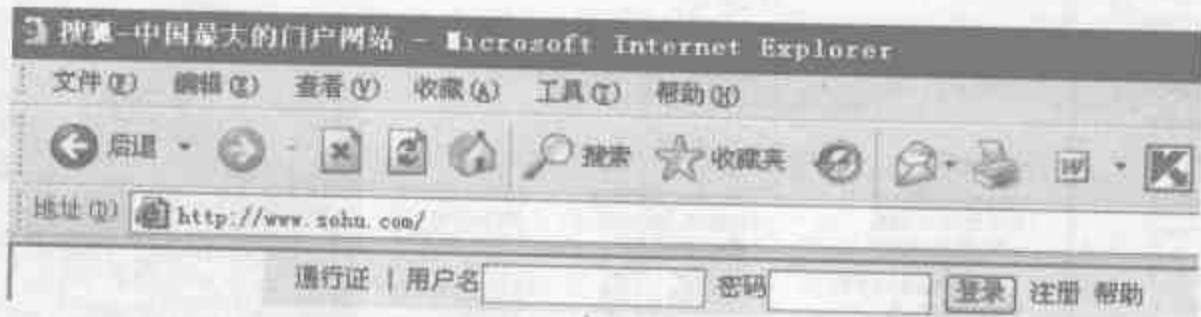 搜狐-中国最大的门户网站 - Microsoft Internet Explorer
文件(F) 编辑(E) 查看(V) 收藏(A) 工具(T) 帮助(H)
后退 搜索 收藏夹 W K
地址(D) http://www.sohu.com/
通行证 | 用户名 密码 登录 注册 帮助